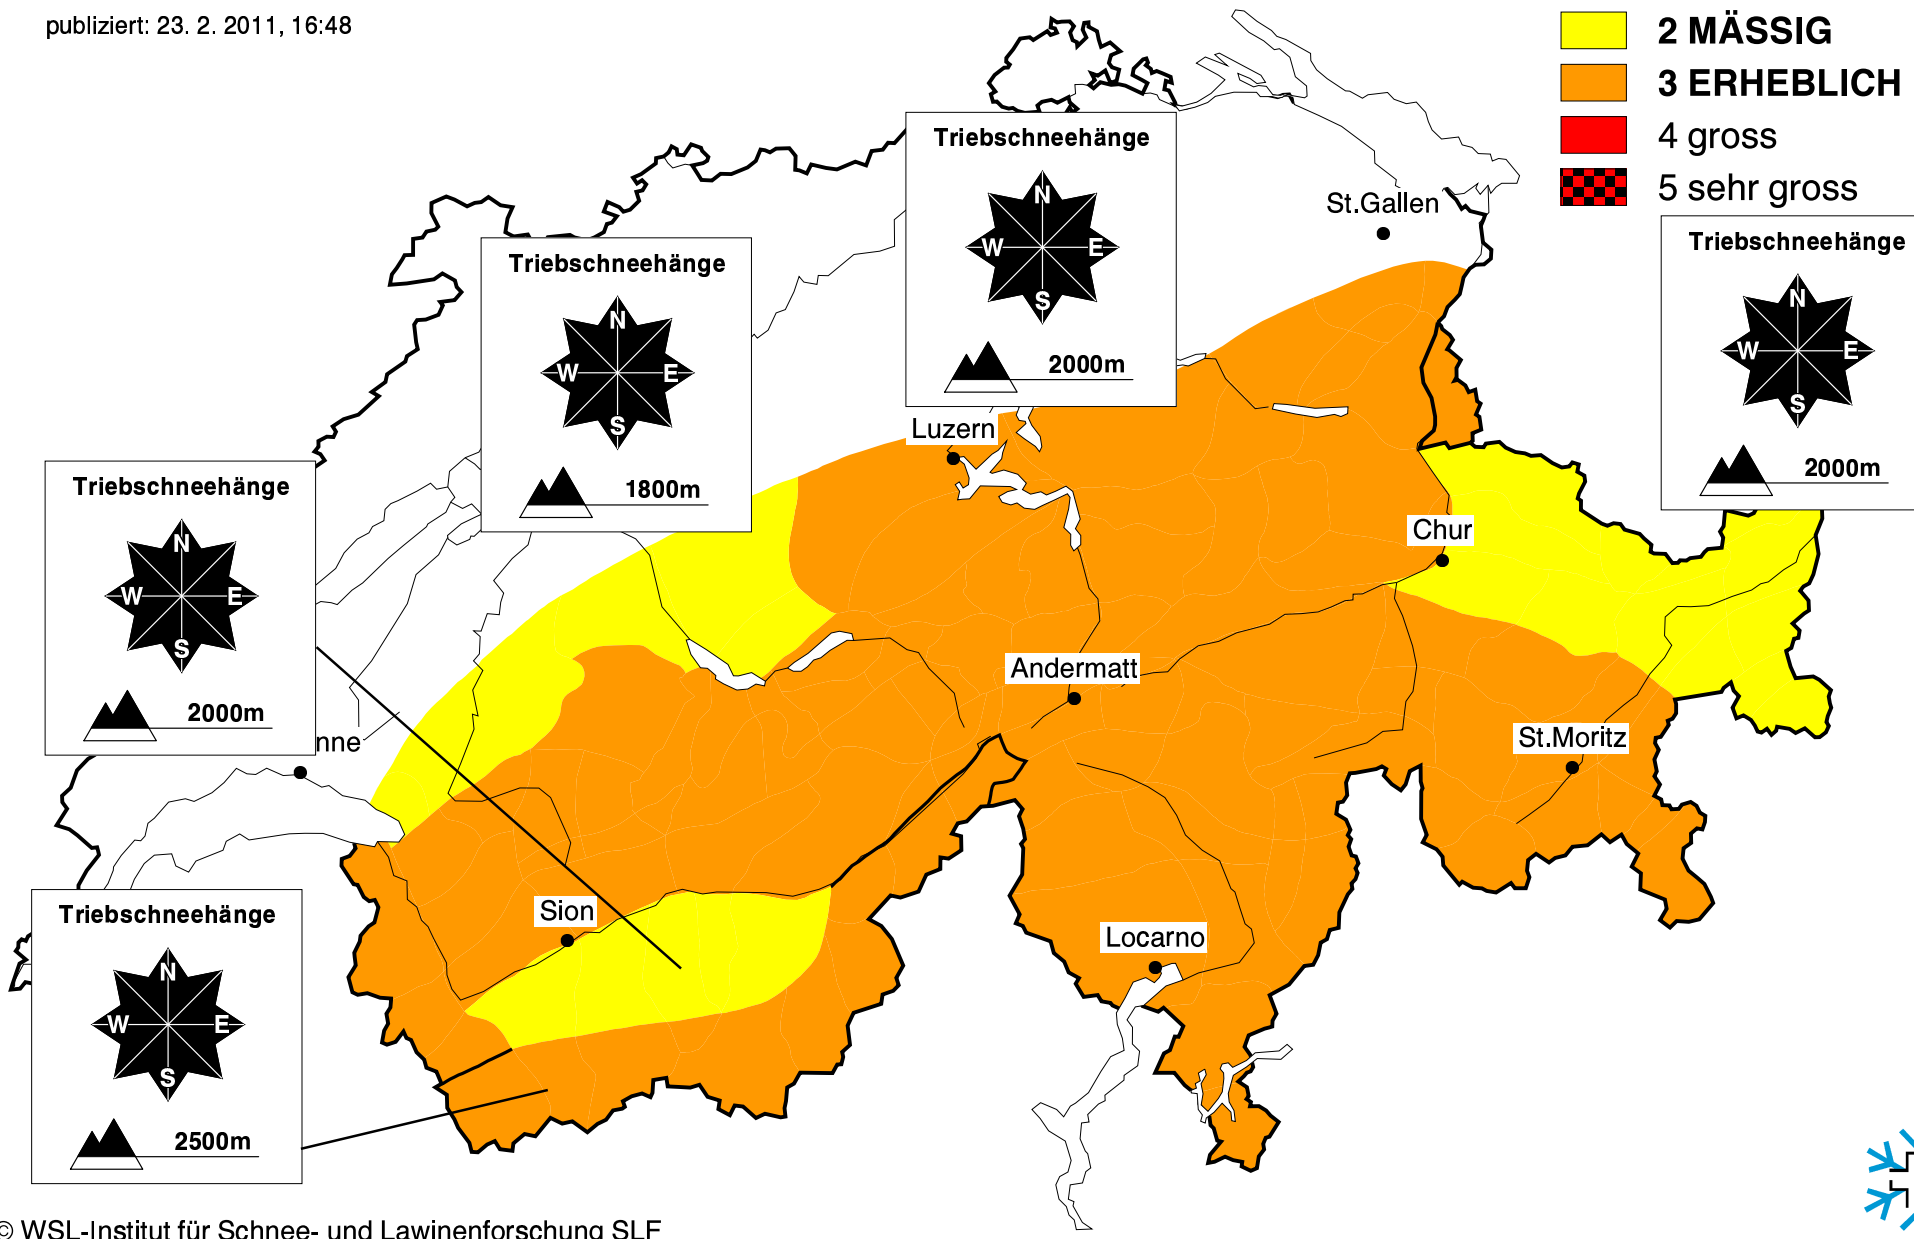 publiziert: 23. 2. 2011, 16:48
2 MÄSSIG
3 ERHEBLICH
4 gross
5 sehr gross
Triebschneehänge
N
W E
S
2000m
St.Gallen
Triebschneehänge
N
W E
S
2000m
Triebschneehänge
N
W E
S
1800m
Luzern
Triebschneehänge
N
W E
S
2000m
Chur
Andermatt
nne
St.Moritz
Sion
Locarno
Triebschneehänge
N
W E
S
2500m
© WSL-Institut für Schnee- und Lawinenforschung SLF